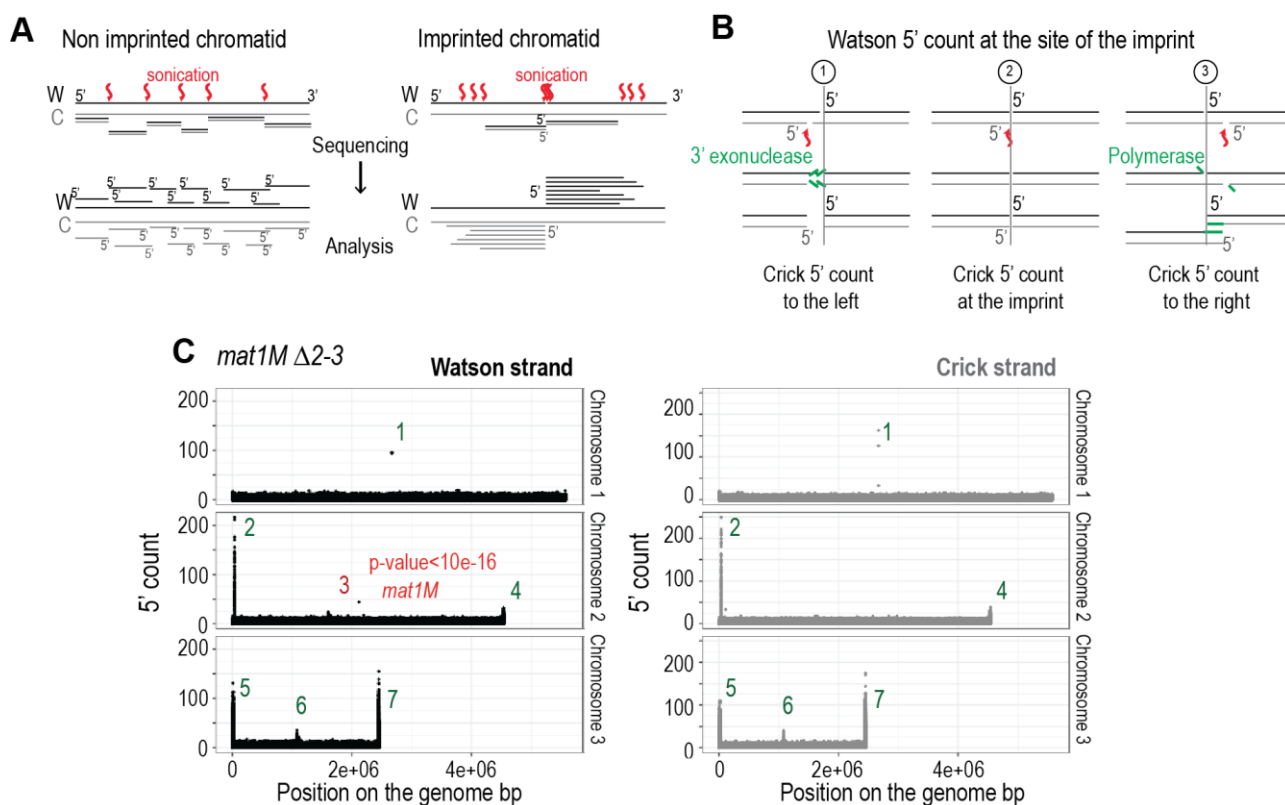 A
Non imprinted chromatid
Imprinted chromatid
sonication
sonication
W 5' 3'
C
W 5' 3'
C
5'
5'
Sequencing
5' 5' 5' 5' 5' 5'
5' 5' 5' 5' 5'
W
C
5' 5' 5' 5' 5'
5' 5' 5' 5' 5'
Analysis
5'
W
C
5'
B
Watson 5' count at the site of the imprint
1 2 3
5' 5' 5'
5' 5' 5'
3' exonuclease
Polymerase
5' 5' 5'
5' 5' 5'
Crick 5' count
to the left
Crick 5' count
at the imprint
Crick 5' count
to the right
C
mat1M Δ2-3
Watson strand
Crick strand
5' count
200
100
0
1
Chromosome 1
200
100
0
2
3
p-value<10e-16
mat1M
4
Chromosome 2
200
100
0
5
6
7
Chromosome 3
0 2e+06 4e+06
Position on the genome bp
5' count
200
100
0
1
Chromosome 1
200
100
0
2
4
Chromosome 2
200
100
0
5
6
7
Chromosome 3
0 2e+06 4e+06
Position on the genome bp